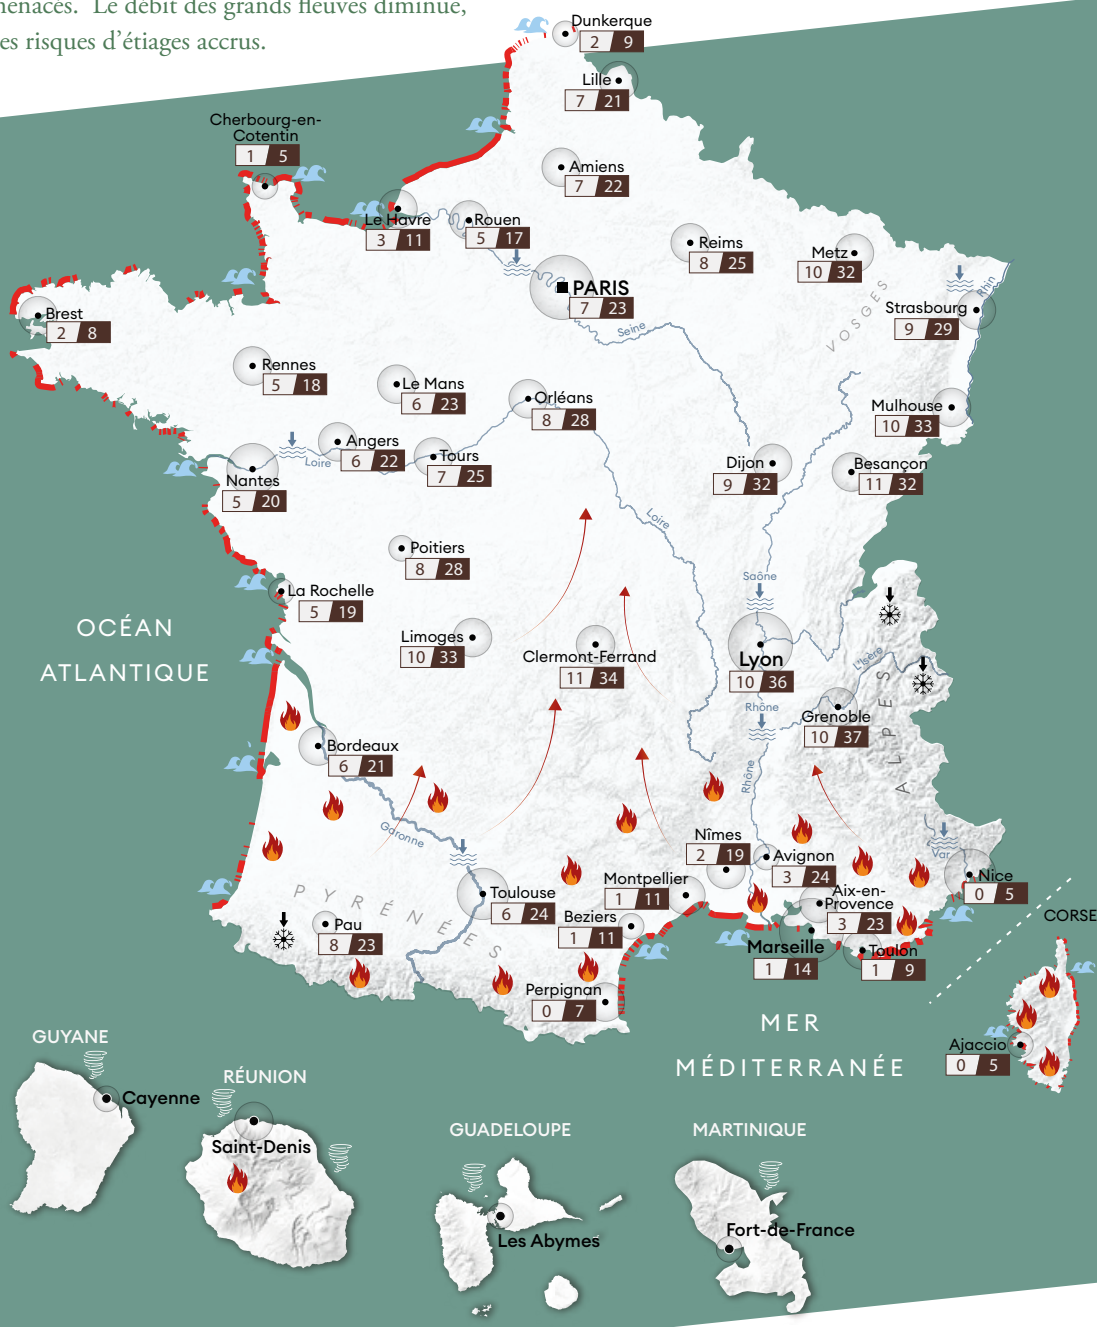 menacés. Le débit des grands fleuves diminue,
es risques d'étiages accrus.
Dunkerque
2 9
Lille
7 21
Cherbourg-en-
Cotentin
1 5
Amiens
7 22
Le Havre
3 11
Rouen
5 17
Reims
8 25
Metz
10 32
PARIS
7 23
Seine
VOSGES
Rhin
Strasbourg
9 29
Brest
2 8
Rennes
5 18
Le Mans
6 23
Orléans
8 28
Mulhouse
10 33
Angers
6 22
Loire
Tours
7 25
Nantes
5 20
Dijon
9 32
Besançon
11 32
Loire
Poitiers
8 28
Saône
La Rochelle
5 19
OCÉAN
ATLANTIQUE
Limoges
10 33
Clermont-Ferrand
11 34
Lyon
10 36
L'Isère
Rhône
Grenoble
10 37
ALPES
Bordeaux
6 21
Rhône
Garonne
Nîmes
2 19
Avignon
3 24
Var
Nice
0 5
Montpellier
1 11
Aix-en-
Provence
3 23
PYRÉNÉES
Toulouse
6 24
Pau
8 23
Beziers
1 11
Marseille
1 14
Toulon
1 9
CORSE
Perpignan
0 7
MER
MÉDITERRANÉE
Ajaccio
0 5
GUYANE
Cayenne
RÉUNION
Saint-Denis
GUADELOUPE
Les Abymes
MARTINIQUE
Fort-de-France